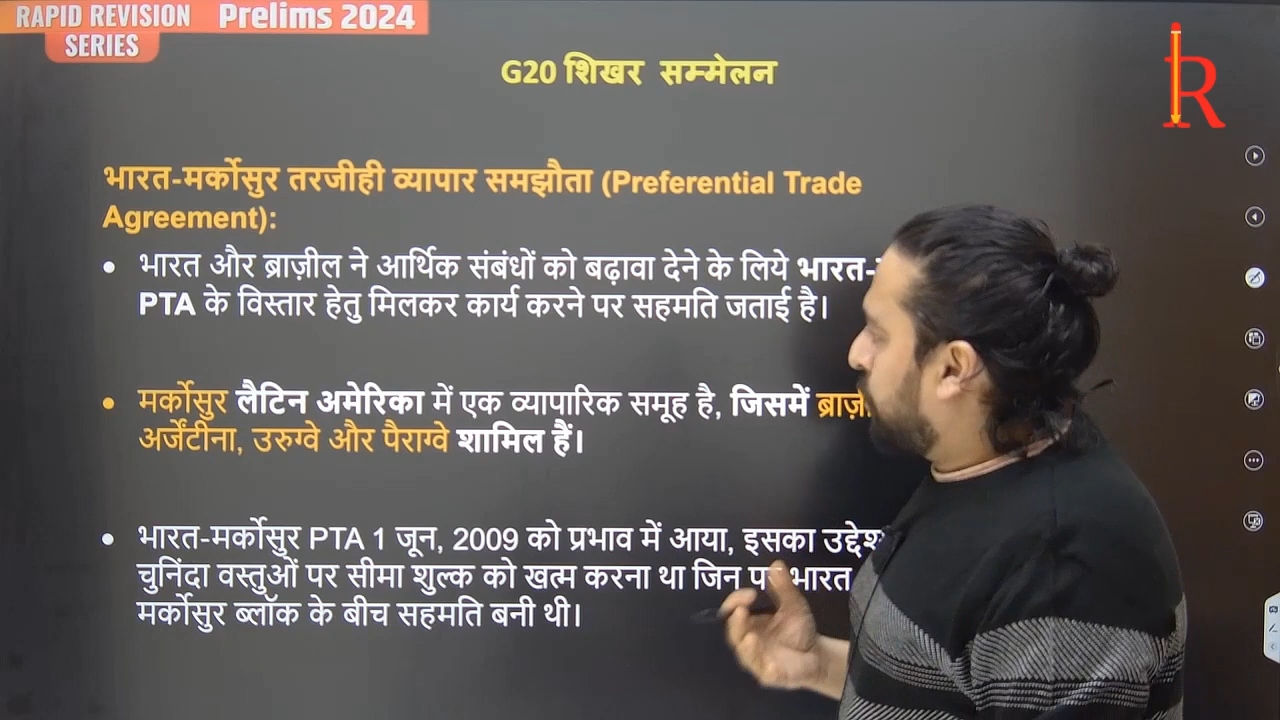 RAPID REVISION
SERIES
Prelims 2024
G20 शिखर सम्मेलन
R
भारत-मर्कोसुर तरजीही व्यापार समझौता (Preferential Trade
Agreement):
भारत और ब्राज़ील ने आर्थिक संबंधों को बढ़ावा देने के लिये भारत-
PTA के विस्तार हेतु मिलकर कार्य करने पर सहमति जताई है।
मर्कोसुर लैटिन अमेरिका में एक व्यापारिक समूह है, जिसमें
अर्जेंटीना, उरुग्वे और पैराग्वे शामिल हैं।
भारत-मर्कोसुर PTA 1 जून, 2009 को प्रभाव में आया, इसका
चुनिंदा वस्तुओं पर सीमा शुल्क को खत्म करना था जिन पर भारत
मर्कोसुर ब्लॉक के बीच सहमति बनी थी।